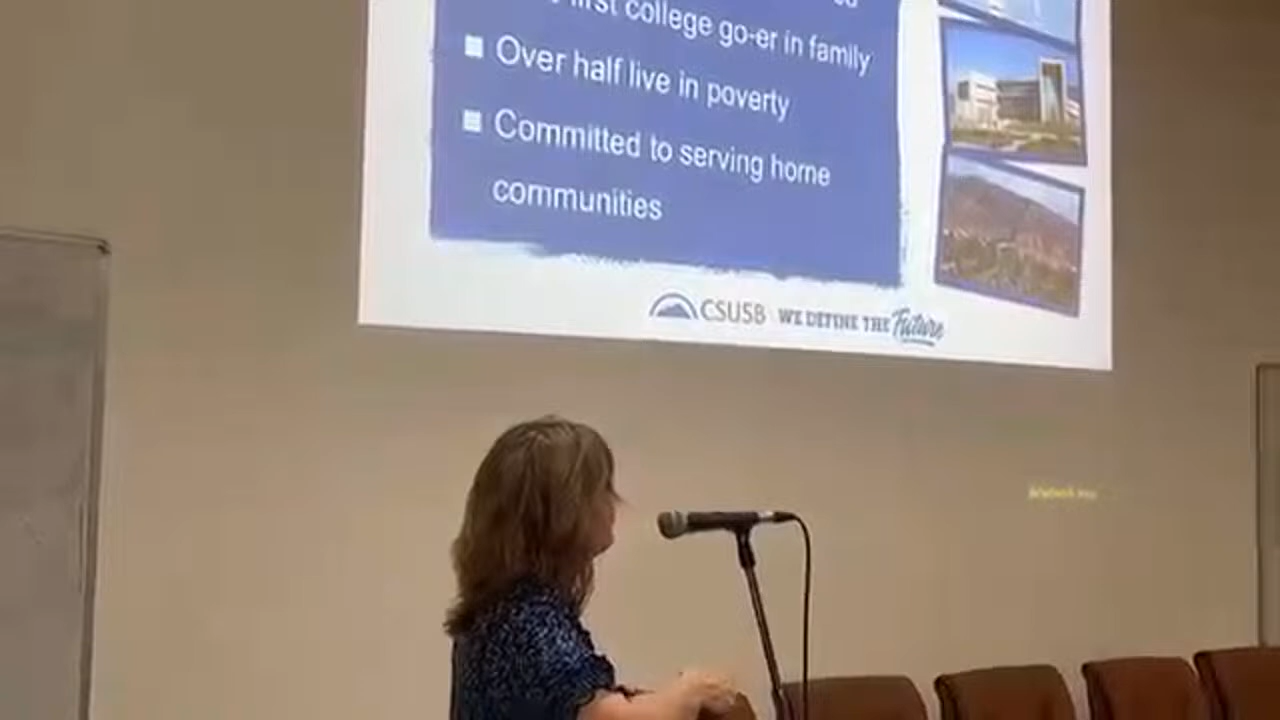 first college go-er in family
Over half live in poverty
Committed to serving home
communities
CSUSB WE DEFINE THE Future